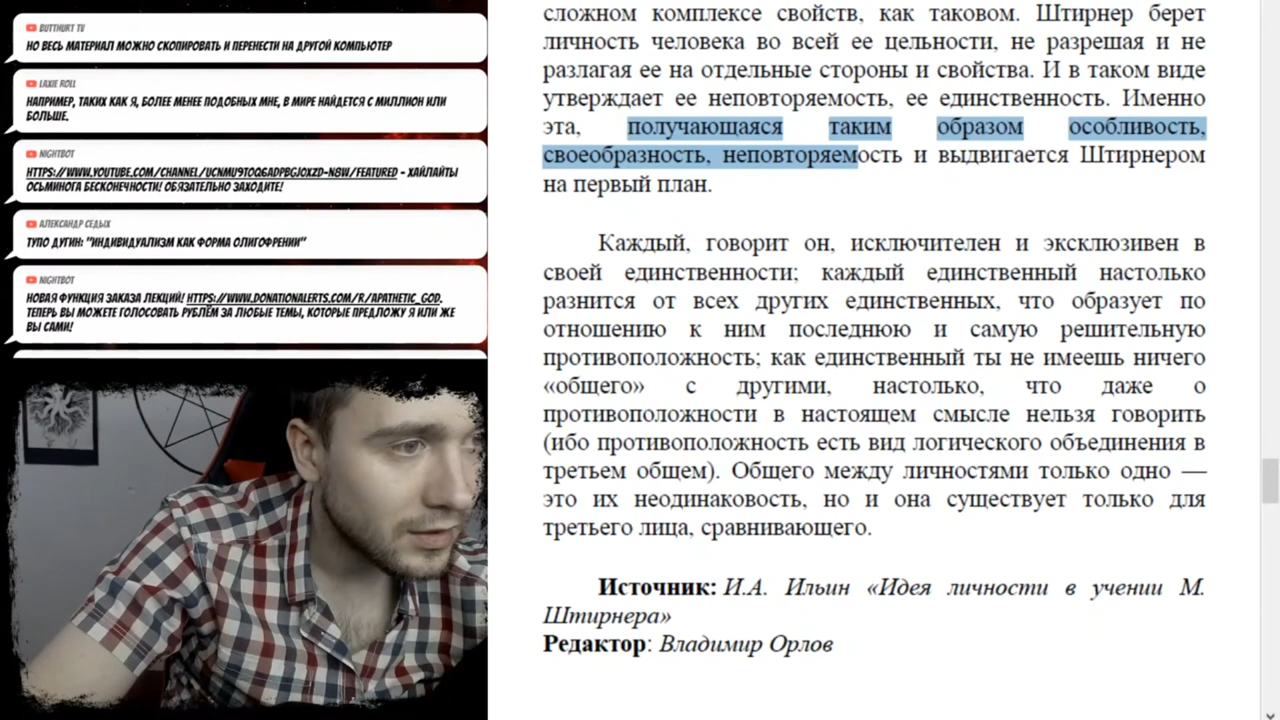 BUTTHURT TV
НО ВЕСЬ МАТЕРИАЛ МОЖНО СКОПИРОВАТЬ И ПЕРЕНЕСТИ НА ДРУГОЙ КОМПЬЮТЕР
LAXIE ROLL
НАПРИМЕР, ТАКИХ КАК Я, БОЛЕЕ МЕНЕЕ ПОДОБНЫХ МНЕ, В МИРЕ НАЙДЕТСЯ С МИЛЛИОН ИЛИ
БОЛЬШЕ.
NIGHTBOT
- ХАЙЛАЙТЫ
ОСЬМИНОГА БЕСКОНЕЧНОСТИ! ОБЯЗАТЕЛЬНО ЗАХОДИТЕ!
АЛЕКСАНДР СЕДЫХ
ТУПО ДУГИН: "ИНДИВИДУАЛИЗМ КАК ФОРМА ОЛИГОФРЕНИИ"
NIGHTBOT
НОВАЯ ФУНКЦИЯ ЗАКАЗА ЛЕКЦИЙ! HTTPS://WWW.DONATIONALERTS.COM/R/APATHETIC_GOD.
ТЕПЕРЬ ВЫ МОЖЕТЕ ГОЛОСОВАТЬ РУБЛЁМ ЗА ЛЮБЫЕ ТЕМЫ, КОТОРЫЕ ПРЕДЛОЖУ Я ИЛИ ЖЕ
ВЫ САМИ!
сложном комплексе свойств, как таковом. Штирнер берет
личность человека во всей ее цельности, не разрешая и не
разлагая ее на отдельные стороны и свойства. И в таком виде
утверждает ее неповторяемость, ее единственность. Именно
эта, получающаяся таким образом особливость,
своеобразность, неповторяемость и выдвигается Штирнером
на первый план.
Каждый, говорит он, исключителен и эксклюзивен в
своей единственности; каждый единственный настолько
разнится от всех других единственных, что образует по
отношению к ним последнюю и самую решительную
противоположность; как единственный ты не имеешь ничего
«общего» с другими, настолько, что даже о
противоположности в настоящем смысле нельзя говорить
(ибо противоположность есть вид логического объединения в
третьем общем). Общего между личностями только одно —
это их неодинаковость, но и она существует только для
третьего лица, сравнивающего.
Источник: И.А. Ильин «Идея личности в учении М.
Штирнера»
Редактор: Владимир Орлов